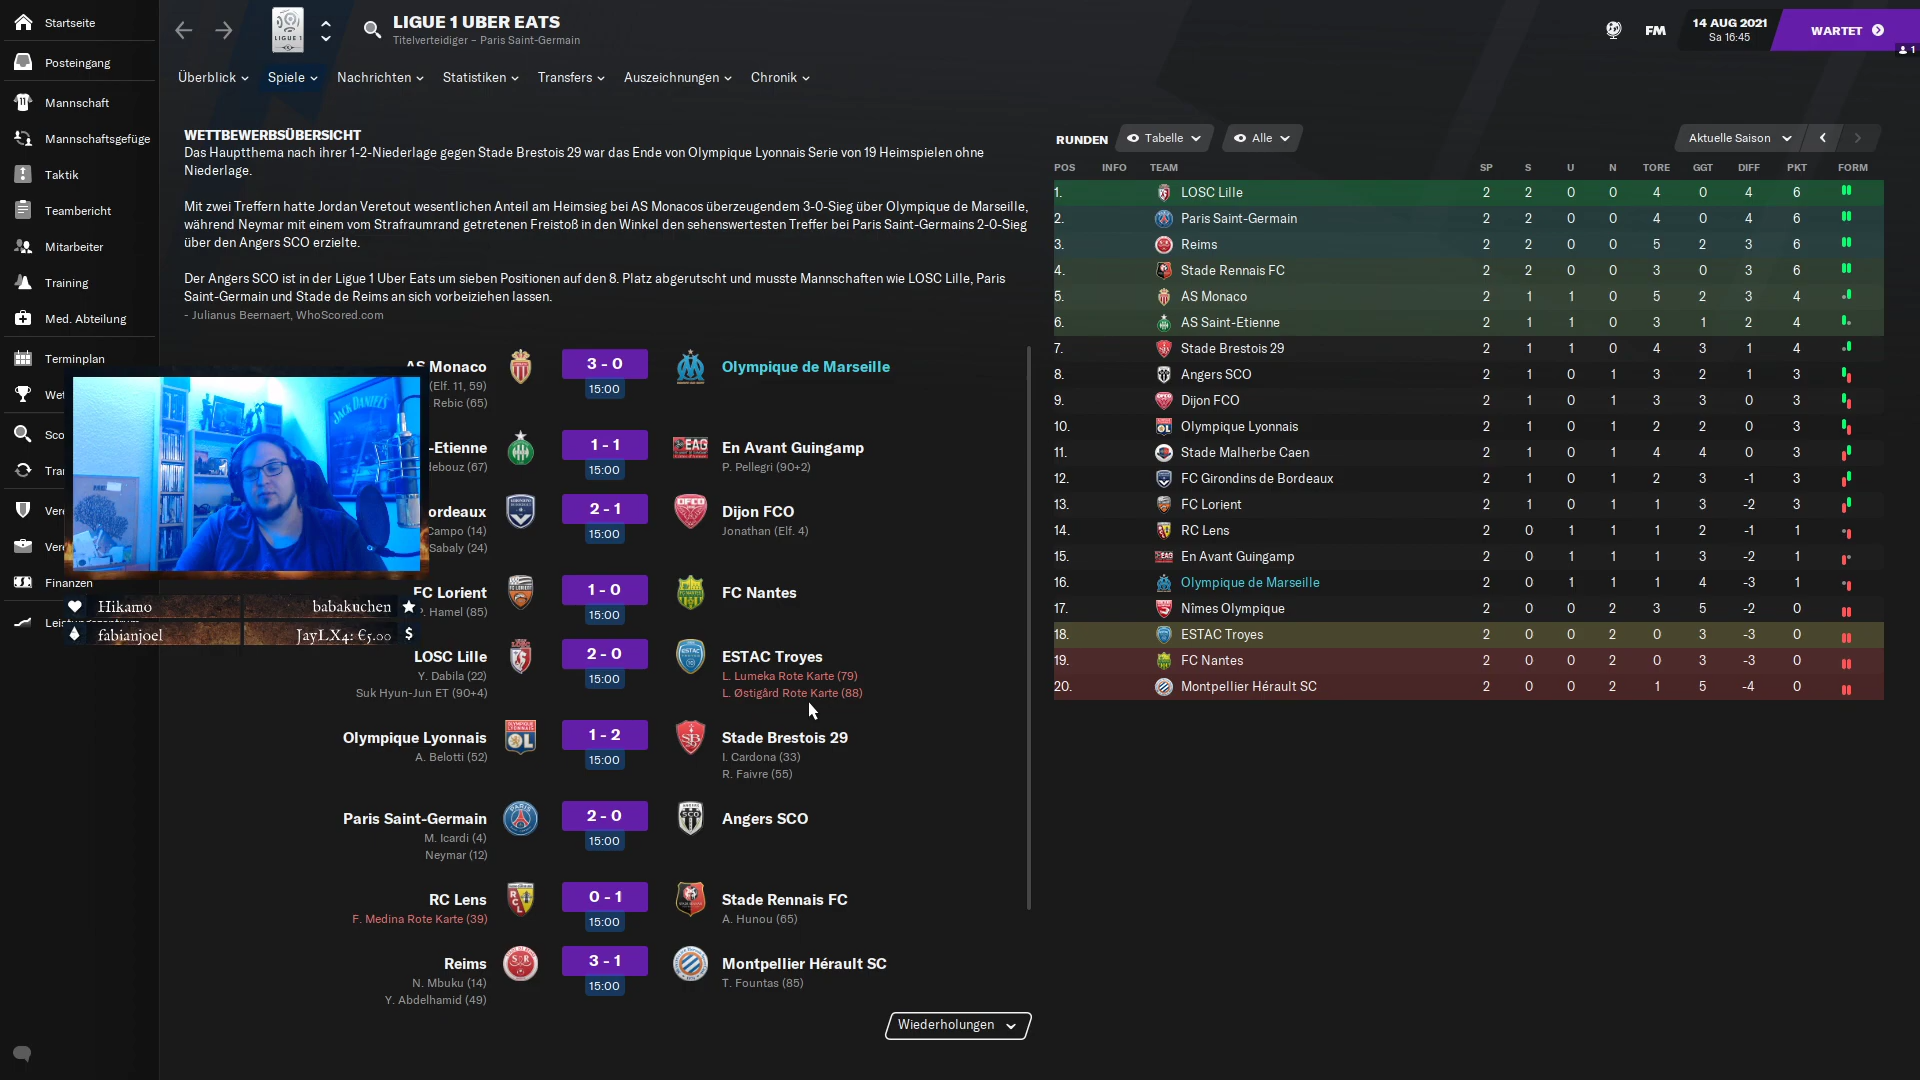 Startseite
Posteingang
Mannschaft
Mannschaftsgefüge
Taktik
Teambericht
Mitarbeiter
Training
Med. Abteilung
Terminplan
Finanzen
LIGUE 1
LIGUE 1 UBER EATS
Titelverteidiger – Paris Saint-Germain
FM
14 AUG 2021
Sa 16:45
WARTET
1
Überblick
Spiele
Nachrichten
Statistiken
Transfers
Auszeichnungen
Chronik
WETTBEWERBSÜBERSICHT
Das Hauptthema nach ihrer 1-2-Niederlage gegen Stade Brestois 29 war das Ende von Olympique Lyonnais Serie von 19 Heimspielen ohne
Niederlage.
Mit zwei Treffern hatte Jordan Veretout wesentlichen Anteil am Heimsieg bei AS Monacos überzeugendem 3-0-Sieg über Olympique de Marseille,
während Neymar mit einem vom Strafraumrand getretenen Freistoß in den Winkel den sehenswertesten Treffer bei Paris Saint-Germains 2-0-Sieg
über den Angers SCO erzielte.
Der Angers SCO ist in der Ligue 1 Uber Eats um sieben Positionen auf den 8. Platz abgerutscht und musste Mannschaften wie LOSC Lille, Paris
Saint-Germain und Stade de Reims an sich vorbeiziehen lassen.
- Julianus Beernaert, WhoScored.com
AS Monaco 3 - 0 Olympique de Marseille
(Elf. 11, 59) 15:00
Rebic (65)
-Etienne 1 - 1 En Avant Guingamp
(67) 15:00 P. Pellegri (90+2)
2 - 1 Dijon FCO
Campo (14) 15:00 Jonathan (Elf. 4)
Sabaly (24)
FC Lorient 1 - 0 FC Nantes
P. Hamel (85) 15:00
LOSC Lille 2 - 0 ESTAC Troyes
Y. Dabila (22) 15:00 L. Lumeka Rote Karte (79)
Suk Hyun-Jun ET (90+4) L. Østigård Rote Karte (88)
Olympique Lyonnais 1 - 2 Stade Brestois 29
A. Belotti (52) 15:00 I. Cardona (33)
R. Faivre (55)
Paris Saint-Germain 2 - 0 Angers SCO
M. Icardi (4) 15:00
Neymar (12)
RC Lens 0 - 1 Stade Rennais FC
F. Medina Rote Karte (39) 15:00 A. Hunou (65)
Reims 3 - 1 Montpellier Hérault SC
N. Mbuku (14) 15:00 T. Fountas (85)
Y. Abdelhamid (49)
Wiederholungen
JACK DANIEL'S
Hikamo babakuchen
fabianjoel JayLX4: €5.00
RUNDEN Tabelle Alle Aktuelle Saison
POS INFO TEAM SP S U N TORE GGT DIFF PKT FORM
1. LOSC Lille 2 2 0 0 4 0 4 6
2. Paris Saint-Germain 2 2 0 0 4 0 4 6
3. Reims 2 2 0 0 5 2 3 6
4. Stade Rennais FC 2 2 0 0 3 0 3 6
5. AS Monaco 2 1 1 0 5 2 3 4
6. AS Saint-Etienne 2 1 1 0 3 1 2 4
7. Stade Brestois 29 2 1 1 0 4 3 1 4
8. Angers SCO 2 1 0 1 3 2 1 3
9. Dijon FCO 2 1 0 1 3 3 0 3
10. Olympique Lyonnais 2 1 0 1 2 2 0 3
11. Stade Malherbe Caen 2 1 0 1 4 4 0 3
12. FC Girondins de Bordeaux 2 1 0 1 2 3 -1 3
13. FC Lorient 2 1 0 1 1 3 -2 3
14. RC Lens 2 0 1 1 1 2 -1 1
15. En Avant Guingamp 2 0 1 1 1 3 -2 1
16. Olympique de Marseille 2 0 1 1 1 4 -3 1
17. Nîmes Olympique 2 0 0 2 3 5 -2 0
18. ESTAC Troyes 2 0 0 2 0 3 -3 0
19. FC Nantes 2 0 0 2 0 3 -3 0
20. Montpellier Hérault SC 2 0 0 2 1 5 -4 0